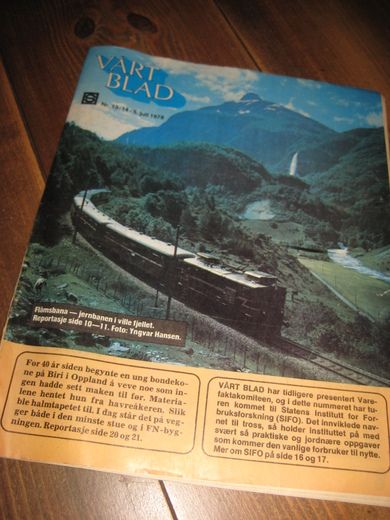 VÅRT
BLAD
Nr. 13/14 - 5. juli 1978
Flåmsbana — jernbanen i ville fjellet.
Reportasje side 10—11. Foto: Yngvar Hansen.
For 40 år siden begynte en ung bondeko-
ne på Biri i Oppland å veve noe som in-
gen hadde sett maken til før. Materia-
lene hentet hun fra havreåkeren. Slik
ble halmtapetet til. I dag står det på veg-
ger både i den minste stue og i FN-byg-
ningen. Reportasje side 20 og 21.
VÅRT BLAD har tidligere presentert Vare-
faktakomiteen, og i dette nummeret har tu-
ren kommet til Statens Institutt for For-
bruksforskning (SIFO). Det innviklede nav-
net til tross, så holder instituttet på med
svært så praktiske og jordnære oppgaver
som kommer den vanlige forbruker til nytte.
Mer om SIFO på side 16 og 17.